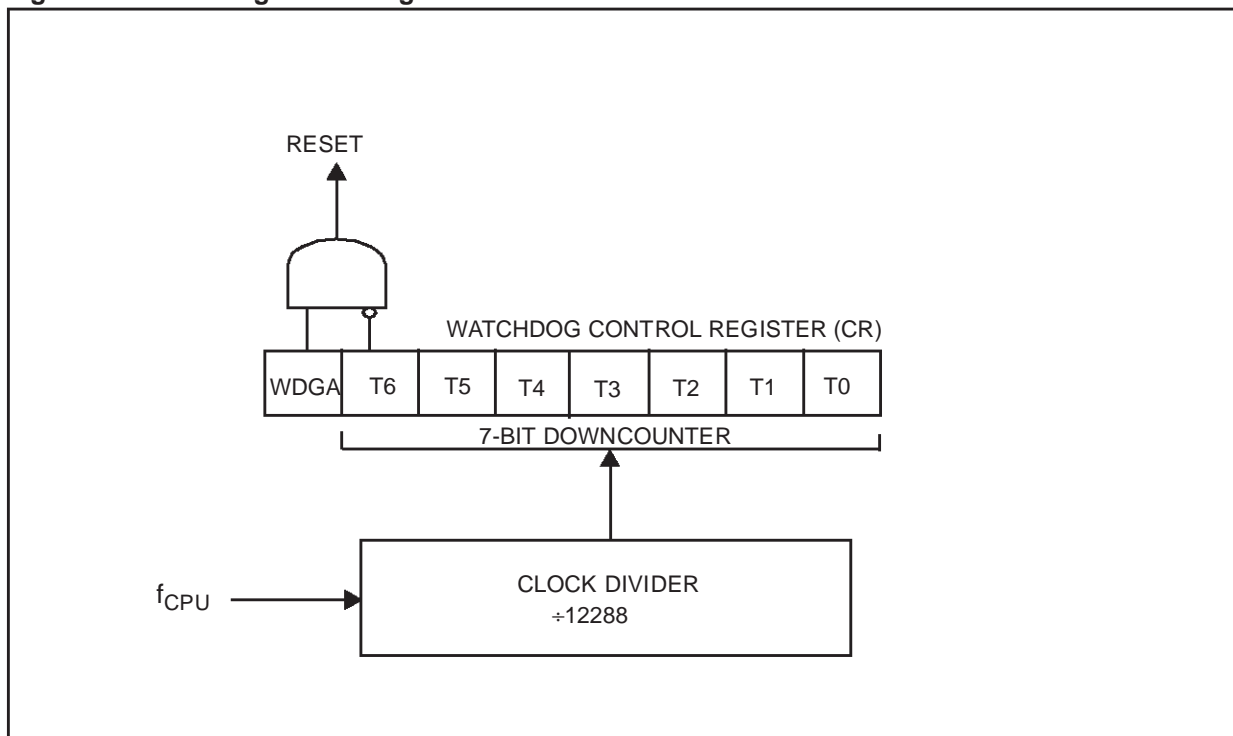 RESET
WATCHDOG CONTROL REGISTER (CR)
WDGA T6 T5 T4 T3 T2 T1 T0
7-BIT DOWNCOUNTER
fCPU
CLOCK DIVIDER
÷12288